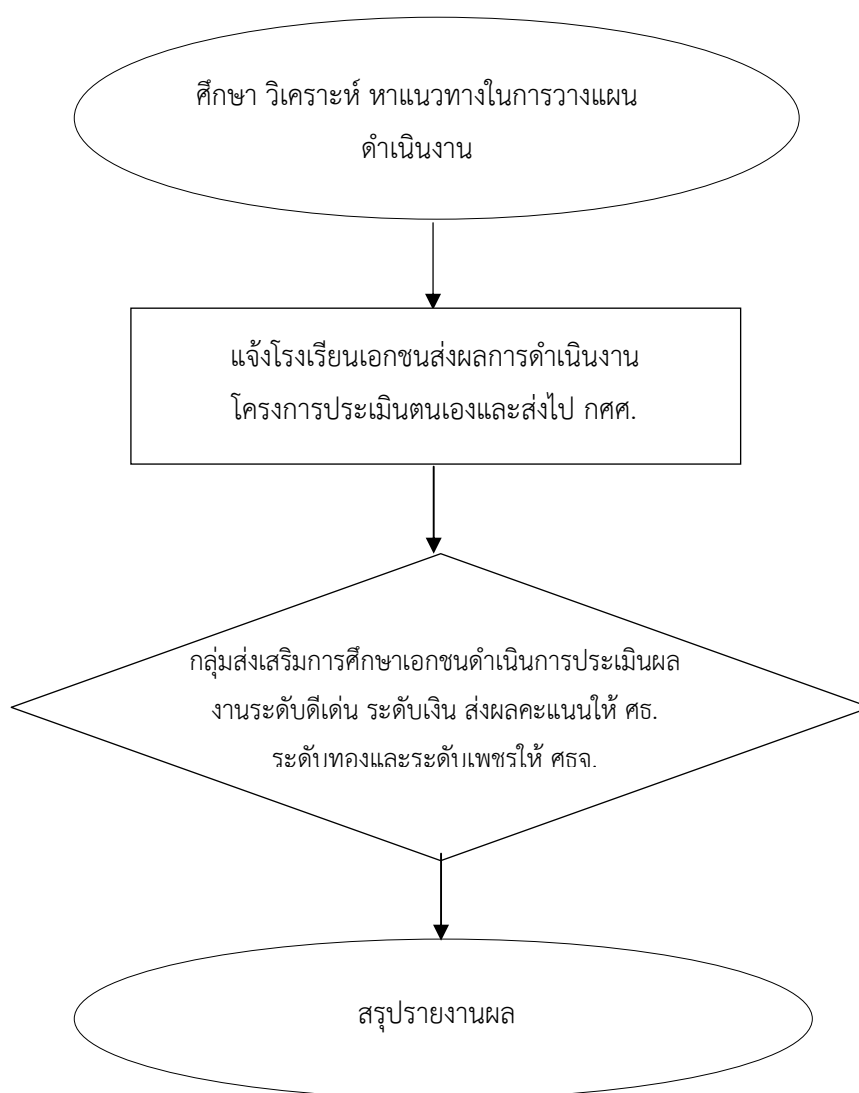 ศึกษา วิเคราะห์ หาแนวทางในการวางแผน
ดำเนินงาน
แจ้งโรงเรียนเอกชนส่งผลการดำเนินงาน
โครงการประเมินตนเองและส่งไป กศศ.
กลุ่มส่งเสริมการศึกษาเอกชนดำเนินการประเมินผล
งานระดับดีเด่น ระดับเงิน ส่งผลคะแนนให้ ศธ.
ระดับทองและระดับเพชรให้ ศธจ.
สรุปรายงานผล